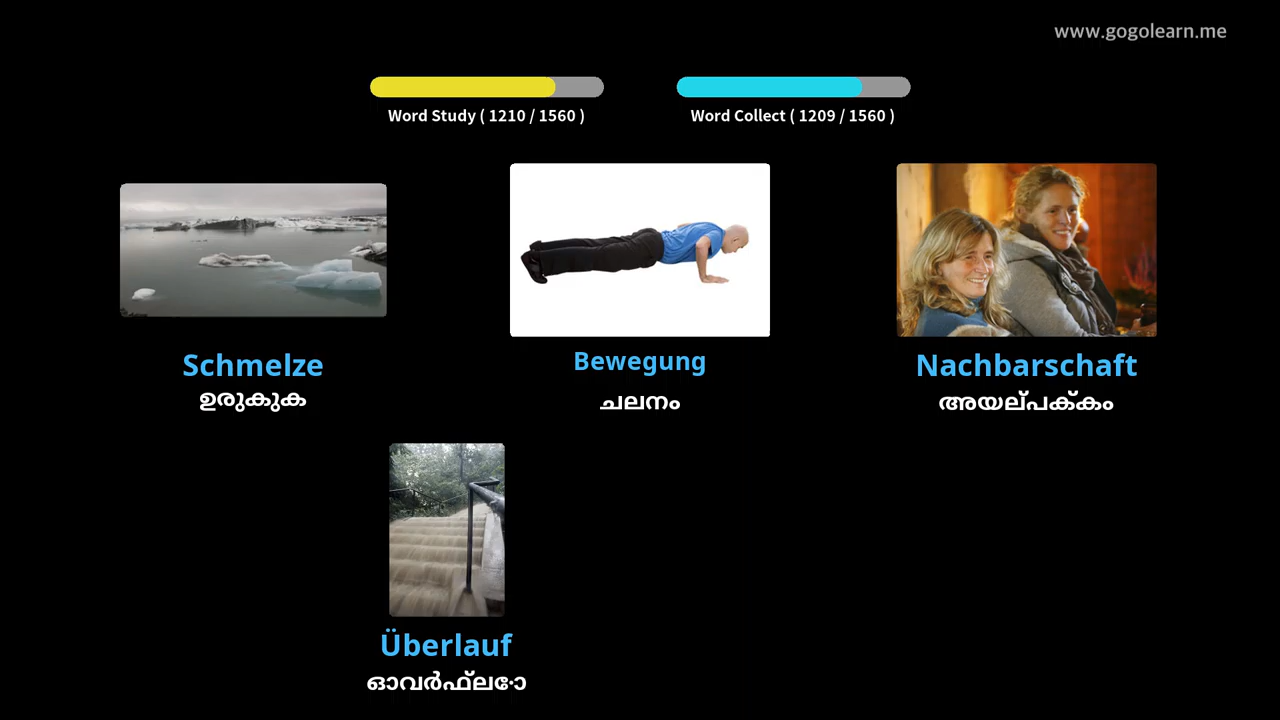 www.gogolearn.me
Word Study ( 1210 / 1560 )
Word Collect ( 1209 / 1560 )
Schmelze
ഉരുകുക
Bewegung
ചലനം
Nachbarschaft
അയല്പക്കം
Überlauf
ഓവർഫ്ലോ